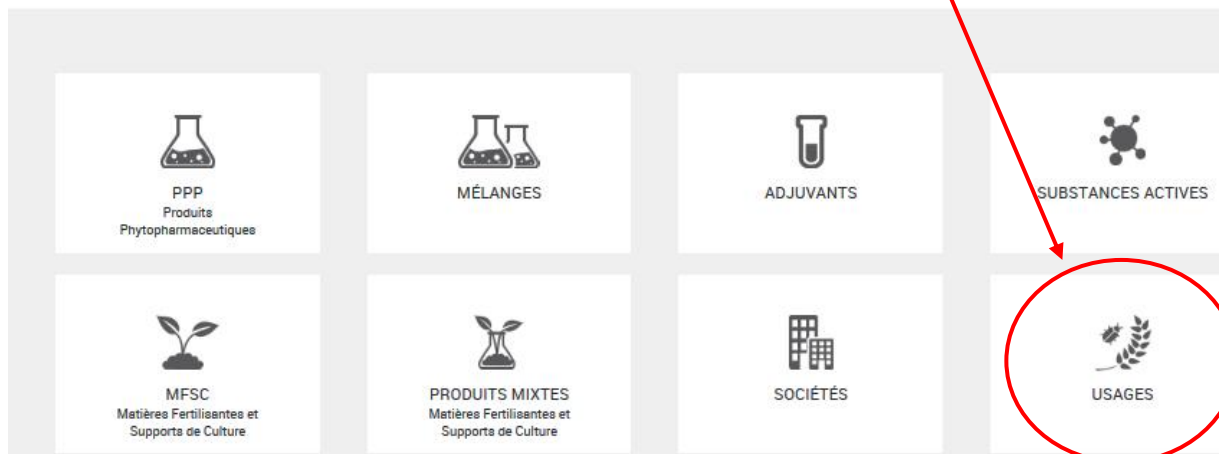 PPP
Produits
Phytopharmaceutiques
MÉLANGES
ADJUVANTS
SUBSTANCES ACTIVES
MFSC
Matières Fertilisantes et
Supports de Culture
PRODUITS MIXTES
Matières Fertilisantes et
Supports de Culture
SOCIÉTÉS
USAGES